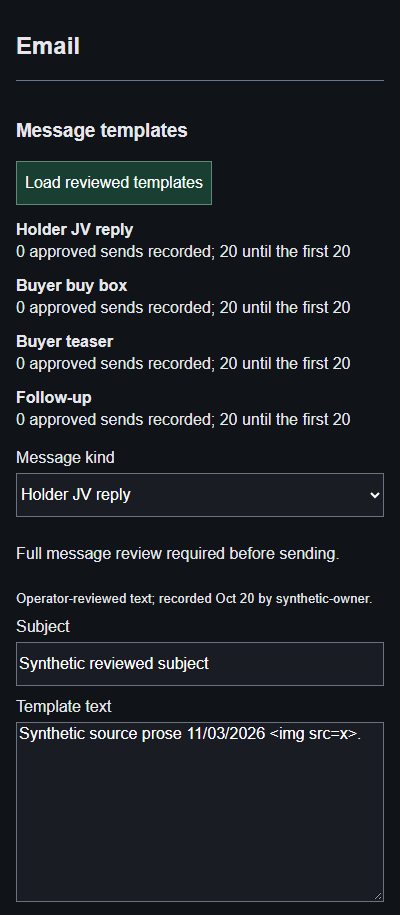 Email
Message templates
Load reviewed templates
Holder JV reply
0 approved sends recorded; 20 until the first 20
Buyer buy box
0 approved sends recorded; 20 until the first 20
Buyer teaser
0 approved sends recorded; 20 until the first 20
Follow-up
0 approved sends recorded; 20 until the first 20
Message kind
Holder JV reply
Full message review required before sending.
Operator-reviewed text; recorded Oct 20 by synthetic-owner.
Subject
Synthetic reviewed subject
Template text
Synthetic source prose 11/03/2026 <img src=x>.